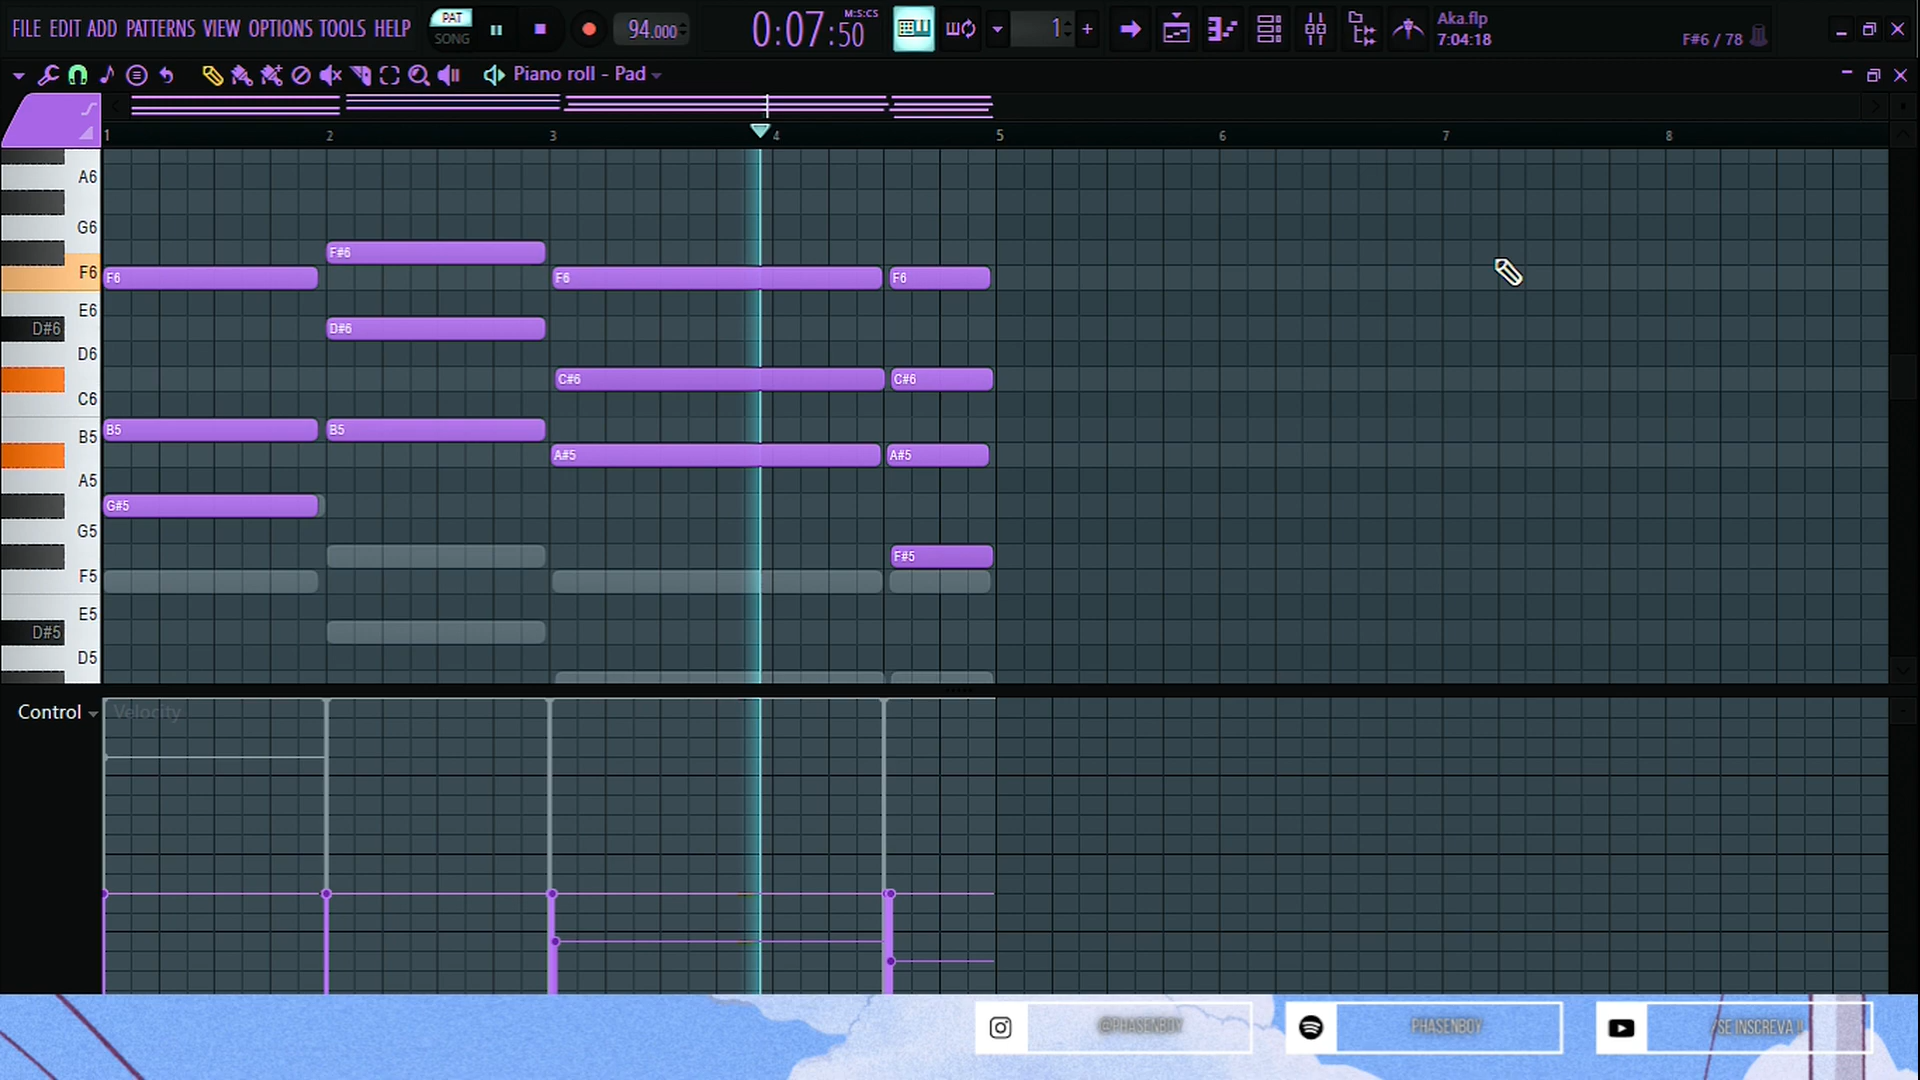 FILE EDIT ADD PATTERNS VIEW OPTIONS TOOLS HELP
PAT
SONG
94.000
0:07:50
M:S:CS
1
Aka.flp
7:04:18
F#6 / 78
Piano roll - Pad
1 2 3 4 5 6 7 8
A6
G6
F#6
F6
F6 F6 F6
E6
D#6
D#6
D6
C#6 C#6
C6
B5
B5 B5
A#5 A#5
A5
G#5
G5
F#5
F5
E5
D#5
D5
Control
Velocity
@PHASENBOY
PHASENBOY
/SE INSCREVA !!